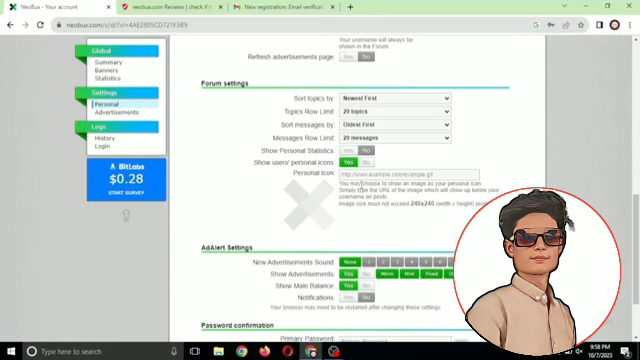 NeoBux — Your account
neobux.com Reviews | check if t
New registration: Email verificati
neobux.com/c/d/?vl=4AE2805CD721F3B9
Your username will always be
shown in the Forum
Refresh advertisements page
Yes No
Global
Summary
Banners
Statistics
Settings
Personal
Advertisements
Logs
History
Login
BitLabs
$0.28
START SURVEY
Forum settings
Sort topics by: Newest First
Topics Row Limit: 20 topics
Sort messages by: Oldest First
Messages Row Limit: 20 messages
Show Personal Statistics: Yes No
Show users' personal icons: Yes No
Personal Icon: http://www.example.com/example.gif
You may choose to show an image as your personal icon.
Simply type the URL of the image which will show up below your
username on posts
Image size must not exceed 240x240 (width x height) pixels
AdAlert Settings
New Advertisements Sound None 1 2 3 4 5 6
Show Advertisements: Yes No Micro Mini Fixed
Show Main Balance: Yes No
Notifications: Yes No
Your browser may need to be restarted after changing these settings
Password confirmation
Primary Password
Type here to search
9:58 PM
10/7/2023